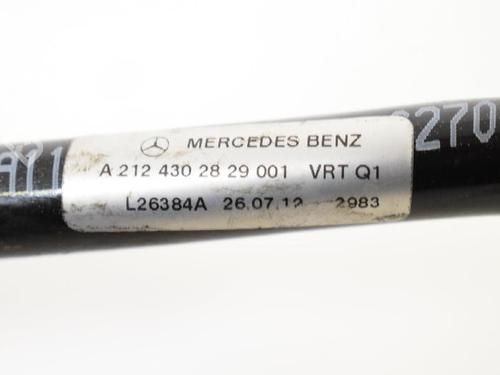 MERCEDES BENZ
A 212 430 28 29 001 VRT Q1
L26384A 26.07.12 2983